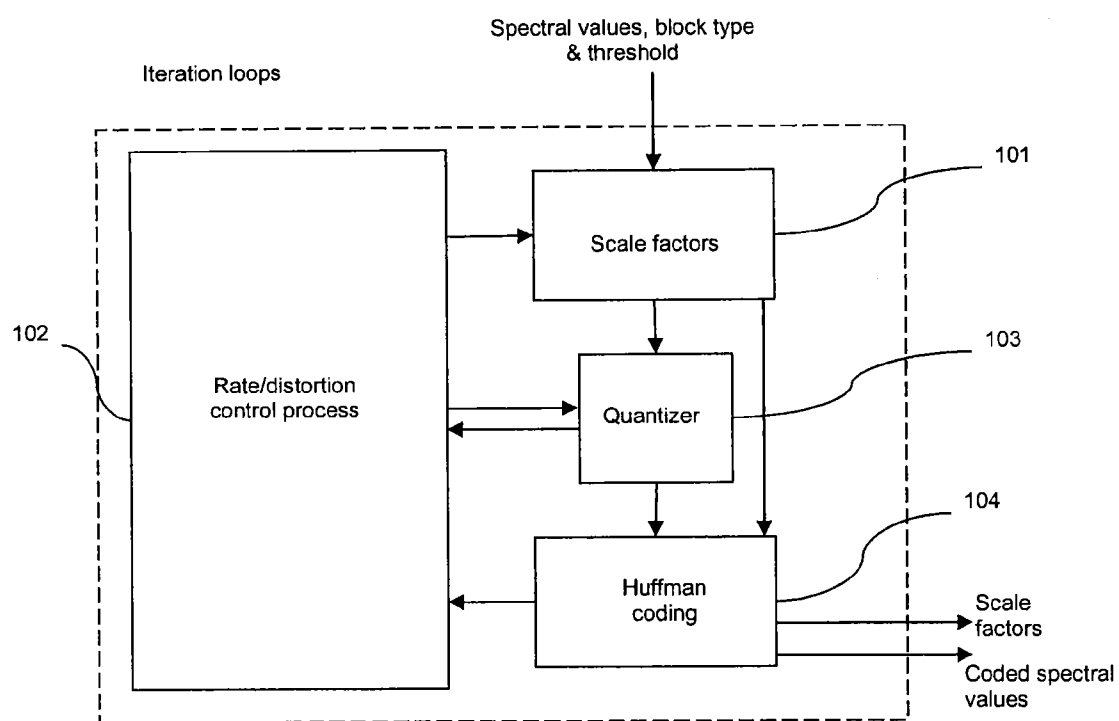 Spectral values, block type
& threshold
Iteration loops
101
Scale factors
102
103
Rate/distortion
control process
Quantizer
104
Huffman
coding
Scale
factors
Coded spectral
values